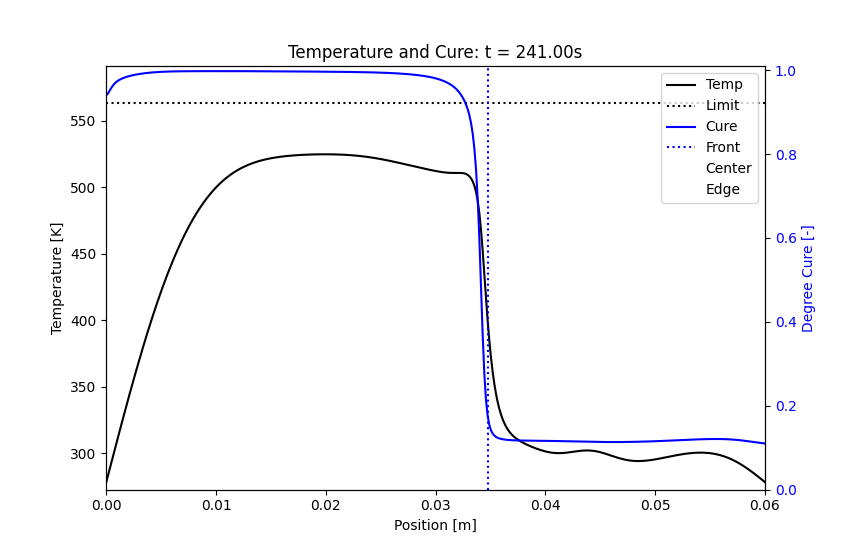 Temperature and Cure: t = 241.00s
Temp
Limit
Cure
Front
Center
Edge
Temperature [K]
550
500
450
400
350
300
Degree Cure [-]
1.0
0.8
0.6
0.4
0.2
0.0
0.00 0.01 0.02 0.03 0.04 0.05 0.06
Position [m]